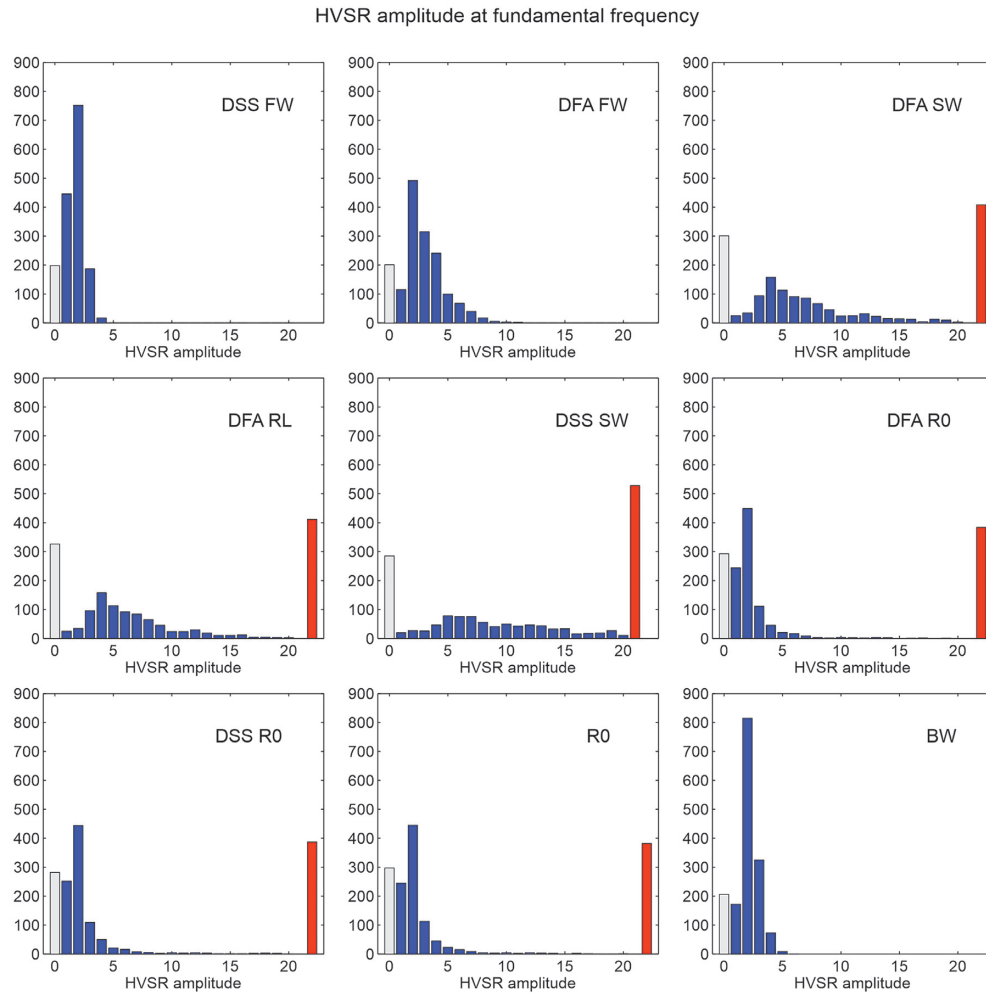 HVSR amplitude at fundamental frequency
900 900 900
800 DSS FW 800 DFA FW 800 DFA SW
700 700 700
600 600 600
500 500 500
400 400 400
300 300 300
200 200 200
100 100 100
0 0 0
0 5 10 15 20 0 5 10 15 20 0 5 10 15 20
HVSR amplitude HVSR amplitude HVSR amplitude
900 900 900
800 DFA RL 800 DSS SW 800 DFA R0
700 700 700
600 600 600
500 500 500
400 400 400
300 300 300
200 200 200
100 100 100
0 0 0
0 5 10 15 20 0 5 10 15 20 0 5 10 15 20
HVSR amplitude HVSR amplitude HVSR amplitude
900 900 900
800 DSS R0 800 R0 800 BW
700 700 700
600 600 600
500 500 500
400 400 400
300 300 300
200 200 200
100 100 100
0 0 0
0 5 10 15 20 0 5 10 15 20 0 5 10 15 20
HVSR amplitude HVSR amplitude HVSR amplitude